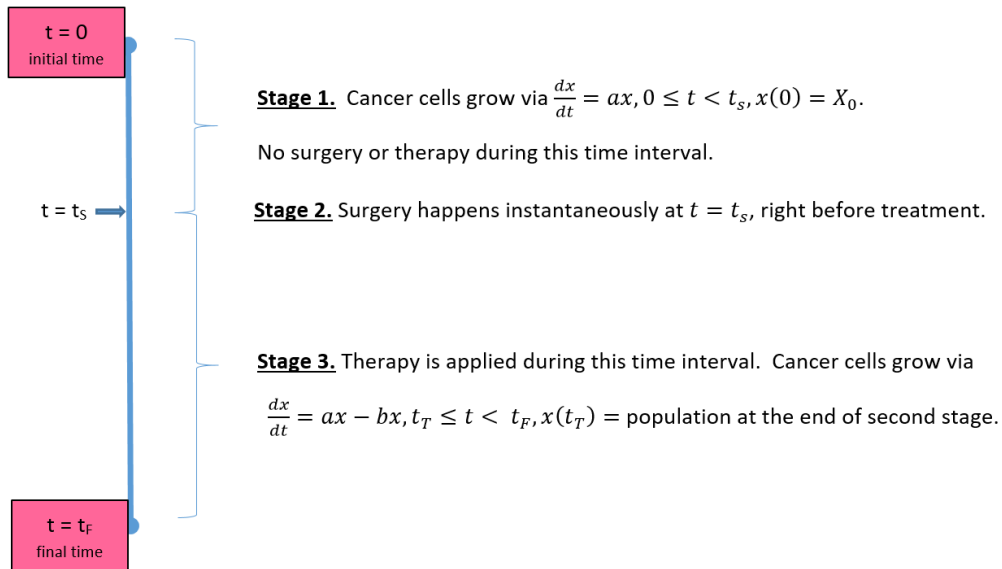 t = 0
initial time
Stage 1. Cancer cells grow via dx/dt = ax, 0 ≤ t < t_s, x(0) = X_0.
No surgery or therapy during this time interval.
t = t_S
Stage 2. Surgery happens instantaneously at t = t_s, right before treatment.
Stage 3. Therapy is applied during this time interval. Cancer cells grow via
dx/dt = ax − bx, t_T ≤ t < t_F, x(t_T) = population at the end of second stage.
t = t_F
final time